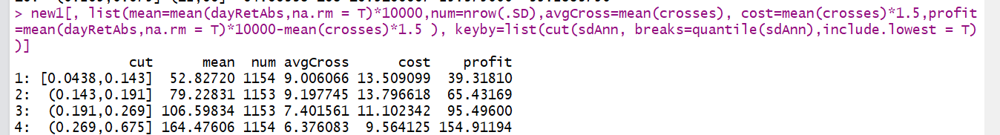 > new1[, list(mean=mean(dayRetAbs,na.rm = T)*10000,num=nrow(.SD),avgCross=mean(crosses), cost=mean(crosses)*1.5,profit
=mean(dayRetAbs,na.rm = T)*10000-mean(crosses)*1.5 ), keyby=list(cut(sdAnn, breaks=quantile(sdAnn),include.lowest = T)
)]
cut mean num avgCross cost profit
1: [0.0438,0.143] 52.82720 1154 9.006066 13.509099 39.31810
2: (0.143,0.191] 79.22831 1153 9.197745 13.796618 65.43169
3: (0.191,0.269] 106.59834 1153 7.401561 11.102342 95.49600
4: (0.269,0.675] 164.47606 1154 6.376083 9.564125 154.91194